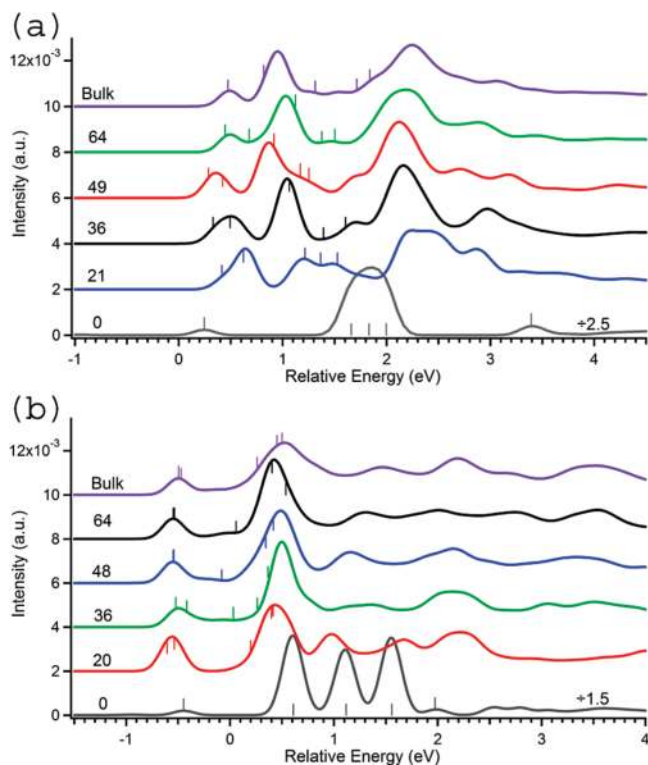 (a)
12x10⁻³
Bulk
10
64
8
49
6
36
4
21
2
0
÷2.5
0
Intensity (a.u.)
-1 0 1 2 3 4
Relative Energy (eV)
(b)
12x10⁻³
Bulk
10
64
8
48
6
36
4
20
2
0
÷1.5
0
Intensity (a.u.)
-1 0 1 2 3 4
Relative Energy (eV)